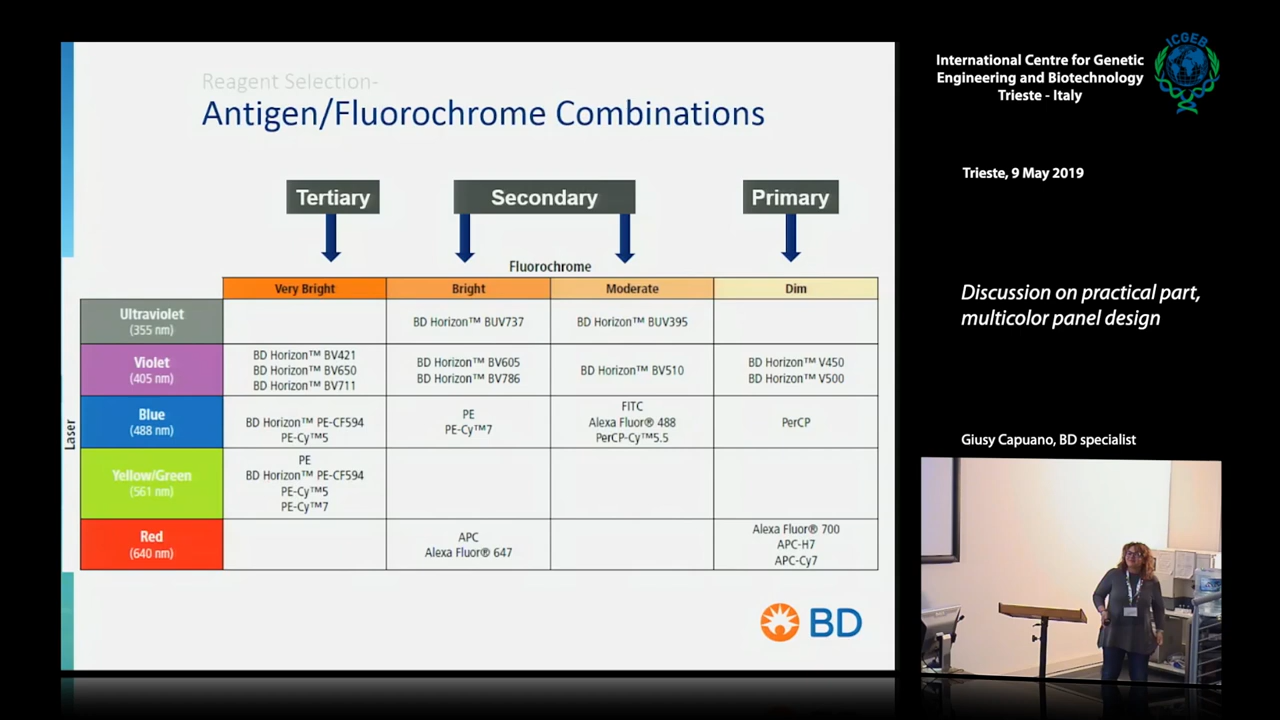 Reagent Selection-
Antigen/Fluorochrome Combinations
Tertiary
Secondary
Primary
Fluorochrome
Very Bright
Bright
Moderate
Dim
Laser
Ultraviolet
(355 nm)
BD Horizon™ BUV737
BD Horizon™ BUV395
Violet
(405 nm)
BD Horizon™ BV421
BD Horizon™ BV650
BD Horizon™ BV711
BD Horizon™ BV605
BD Horizon™ BV786
BD Horizon™ BV510
BD Horizon™ V450
BD Horizon™ V500
Blue
(488 nm)
BD Horizon™ PE-CF594
PE-Cy™5
PE
PE-Cy™7
FITC
Alexa Fluor® 488
PerCP-Cy™5.5
PerCP
Yellow/Green
(561 nm)
PE
BD Horizon™ PE-CF594
PE-Cy™5
PE-Cy™7
Red
(640 nm)
APC
Alexa Fluor® 647
Alexa Fluor® 700
APC-H7
APC-Cy7
BD
International Centre for Genetic
Engineering and Biotechnology
Trieste - Italy
ICGEB
Trieste, 9 May 2019
Discussion on practical part,
multicolor panel design
Giusy Capuano, BD specialist